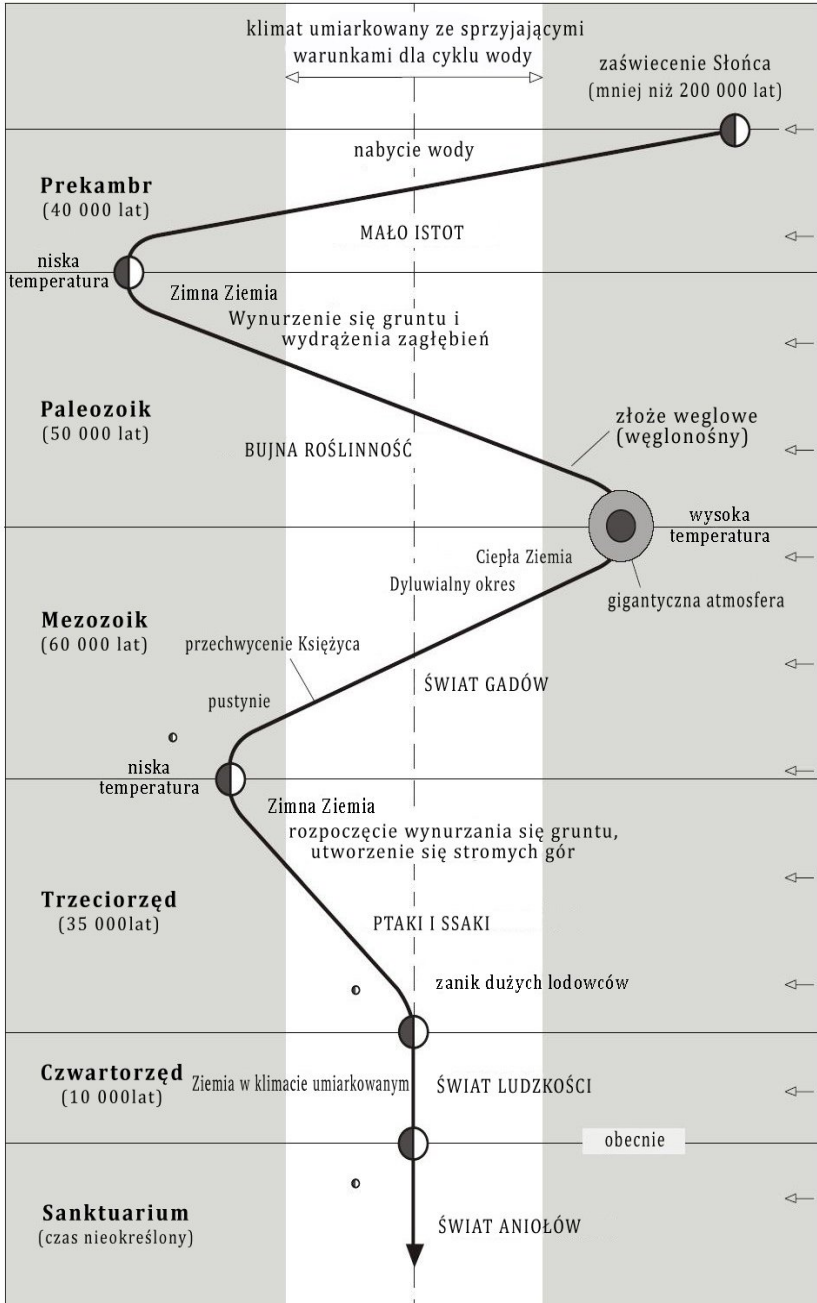 klimat umiarkowany ze sprzyjającymi
warunkami dla cyklu wody
zaświecenie Słońca
(mniej niż 200 000 lat)
nabycie wody
Prekambr
(40 000 lat)
MAŁO ISTOT
niska
temperatura
Zimna Ziemia
Wynurzenie się gruntu i
wydrążenia zagłębień
Paleozoik
(50 000 lat)
złoże weglowe
(węglonośny)
BUJNA ROŚLINNOŚĆ
wysoka
temperatura
Ciepła Ziemia
Dyluwialny okres
gigantyczna atmosfera
Mezozoik
(60 000 lat)
przechwycenie Księżyca
ŚWIAT GADÓW
pustynie
niska
temperatura
Zimna Ziemia
rozpoczęcie wynurzania się gruntu,
utworzenie się stromych gór
Trzeciorzęd
(35 000lat)
PTAKI I SSAKI
zanik dużych lodowców
Czwartorzęd
(10 000lat)
Ziemia w klimacie umiarkowanym
ŚWIAT LUDZKOŚCI
obecnie
Sanktuarium
(czas nieokreślony)
ŚWIAT ANIOŁÓW